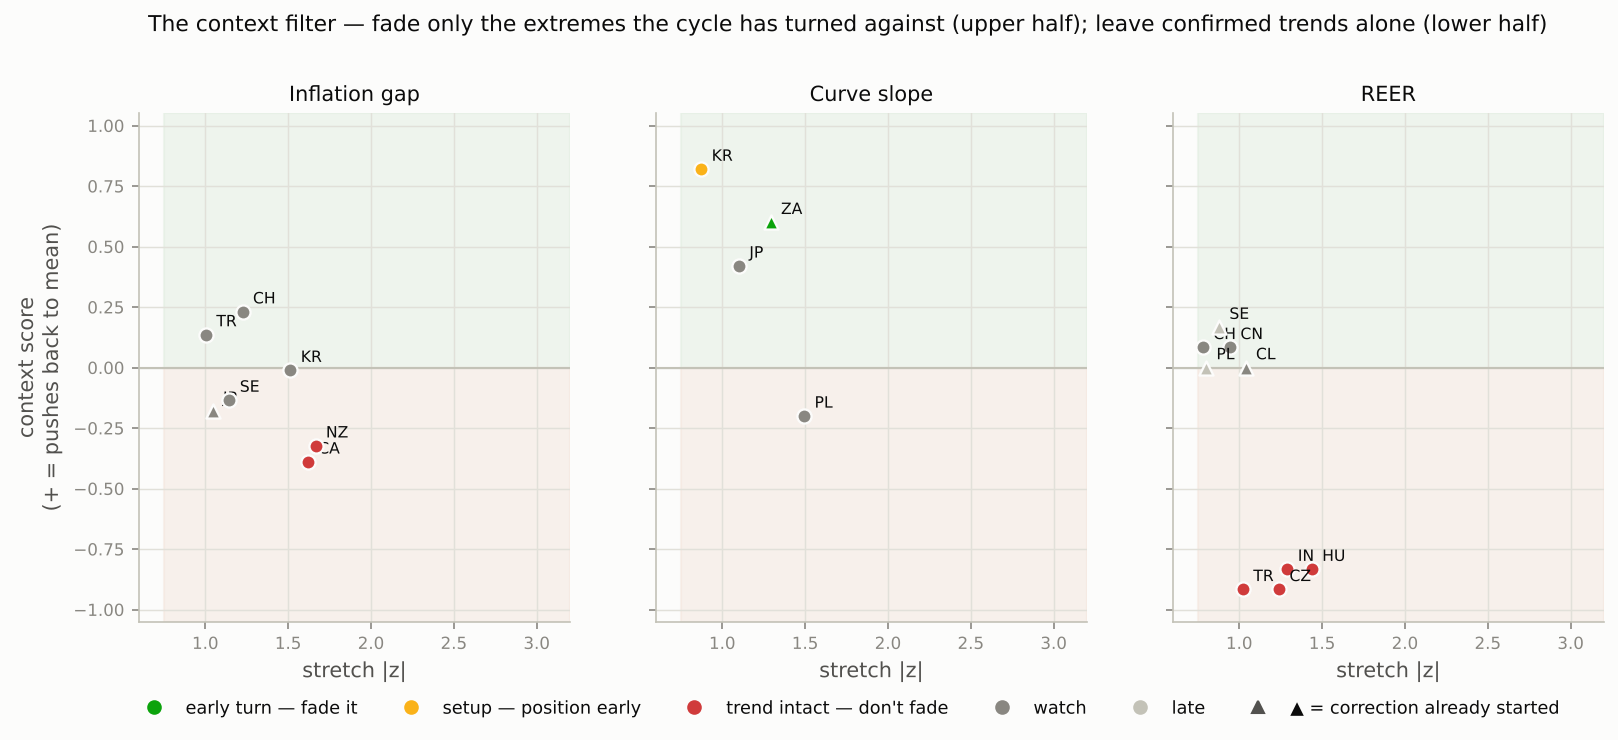 The context filter — fade only the extremes the cycle has turned against (upper half); leave confirmed trends alone (lower half)
Inflation gap
context score
(+ = pushes back to mean)
1.00
0.75
0.50
0.25
0.00
−0.25
−0.50
−0.75
−1.00
CH
TR
KR
SE
NZ
CA
1.0 1.5 2.0 2.5 3.0
stretch |z|
Curve slope
KR
ZA
JP
PL
1.0 1.5 2.0 2.5 3.0
stretch |z|
REER
SE
CH CN
PL CL
IN HU
TR CZ
1.0 1.5 2.0 2.5 3.0
stretch |z|
early turn — fade it setup — position early trend intact — don't fade watch late ▲ = correction already started